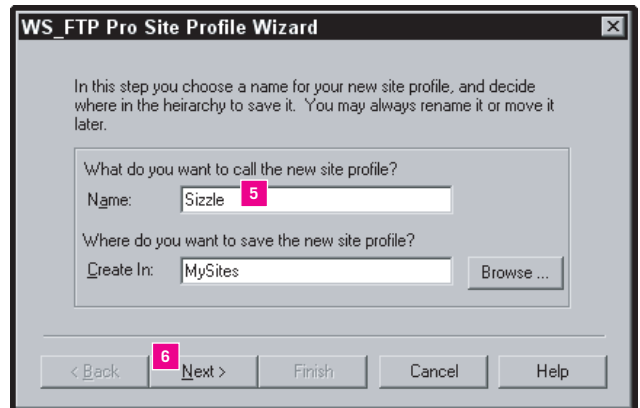 WS_FTP Pro Site Profile Wizard
In this step you choose a name for your new site profile, and decide
where in the heirarchy to save it. You may always rename it or move it
later.
What do you want to call the new site profile?
Name: Sizzle 5
Where do you want to save the new site profile?
Create In: MySites Browse ...
6
< Back Next > Finish Cancel Help